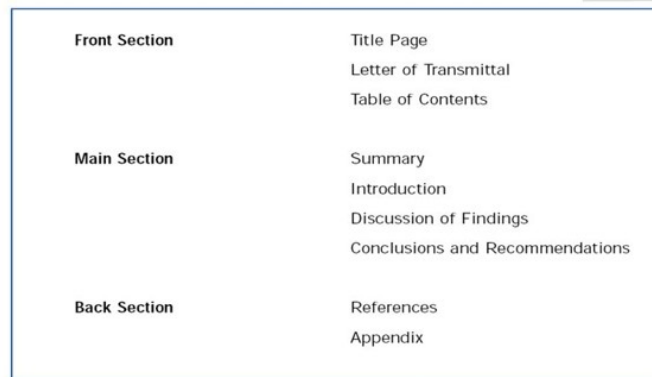 Front Section Title Page
Letter of Transmittal
Table of Contents
Main Section Summary
Introduction
Discussion of Findings
Conclusions and Recommendations
Back Section References
Appendix